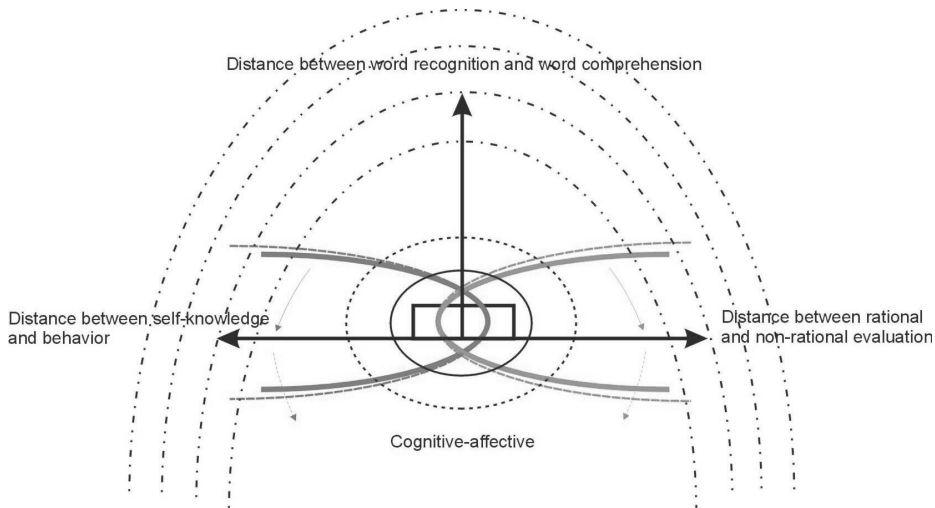 Distance between word recognition and word comprehension
Distance between self-knowledge
and behavior
Distance between rational
and non-rational evaluation
Cognitive-affective